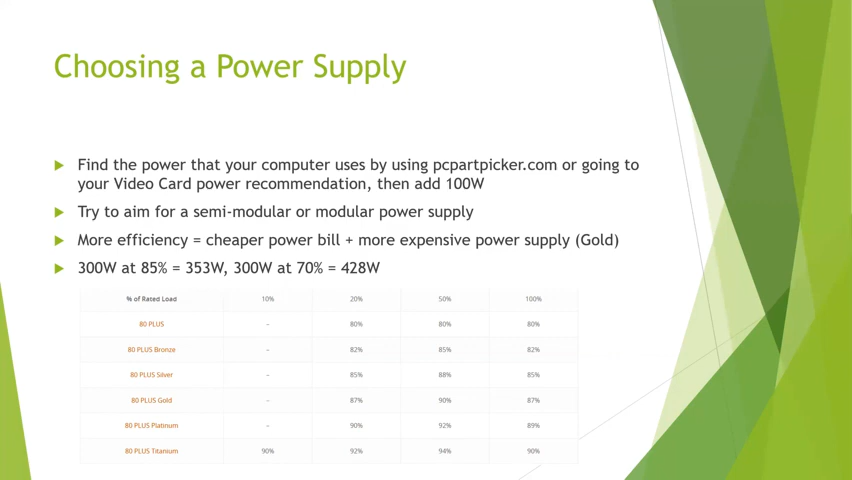 Choosing a Power Supply
Find the power that your computer uses by using pcpartpicker.com or going to
your Video Card power recommendation, then add 100W
Try to aim for a semi-modular or modular power supply
More efficiency = cheaper power bill + more expensive power supply (Gold)
300W at 85% = 353W, 300W at 70% = 428W
% of Rated Load 10% 20% 50% 100%
80 PLUS – 80% 80% 80%
80 PLUS Bronze – 82% 85% 82%
80 PLUS Silver – 85% 88% 85%
80 PLUS Gold – 87% 90% 87%
80 PLUS Platinum – 90% 92% 89%
80 PLUS Titanium 90% 92% 94% 90%